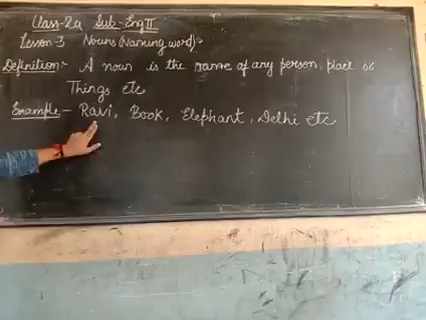 Class-2a Sub-Eng II
Lesson-3 Nouns (Naming word):-
Definition:- A noun is the name of any person, place or
Things etc
Example:- Ravi, Book, Elephant, Delhi etc